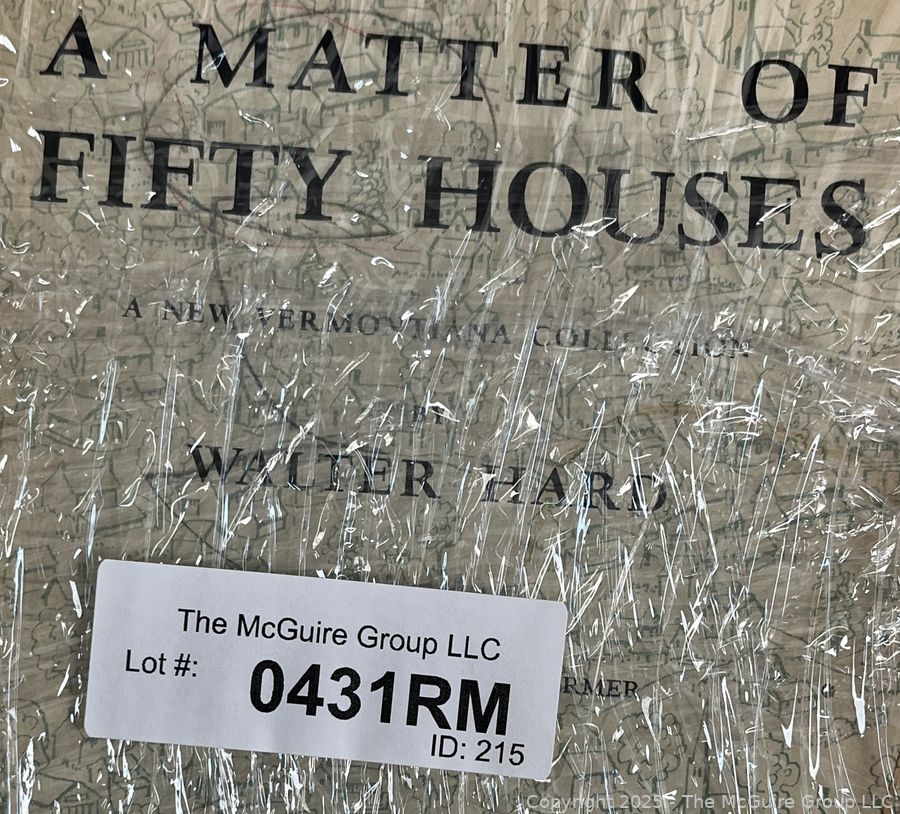 A MATTER OF
FIFTY HOUSES
A NEW VERMONTIANA COLLECTION
BY
WALTER HARD
The McGuire Group LLC
Lot #: 0431RM
ID: 215
RMER
Copyright 2025 - The McGuire Group LLC